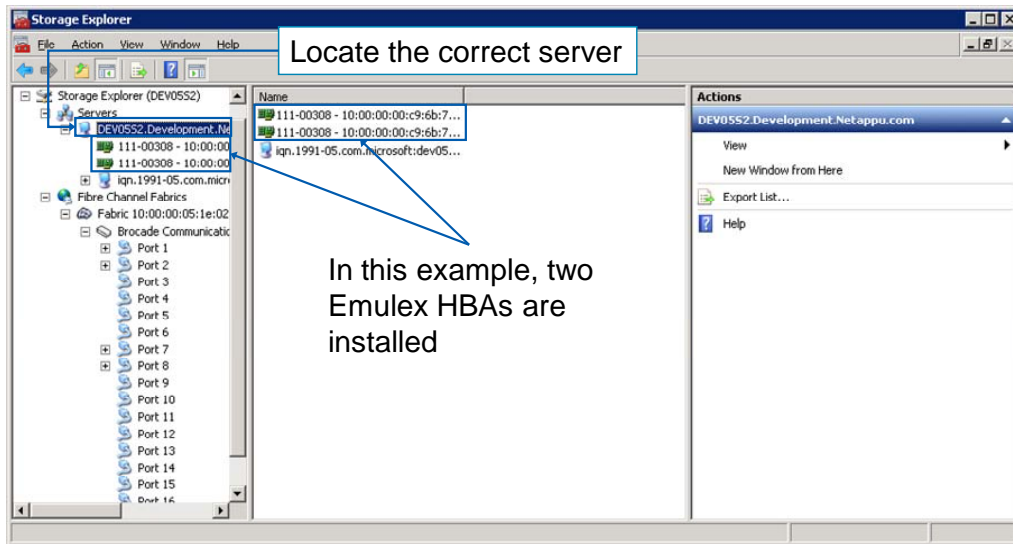 Storage Explorer
File Action View Window Help
Locate the correct server
Storage Explorer (DEV05S2)
Servers
DEV05S2.Development.Ne
111-00308 - 10:00:00
111-00308 - 10:00:00
iqn.1991-05.com.micro
Fibre Channel Fabrics
Fabric 10:00:00:05:1e:02
Brocade Communicatic
Port 1
Port 2
Port 3
Port 4
Port 5
Port 6
Port 7
Port 8
Port 9
Port 10
Port 11
Port 12
Port 13
Port 14
Port 15
Port 16
Name
111-00308 - 10:00:00:00:c9:6b:7...
111-00308 - 10:00:00:00:c9:6b:7...
iqn.1991-05.com.microsoft:dev05...
In this example, two
Emulex HBAs are
installed
Actions
DEV05S2.Development.Netappu.com
View
New Window from Here
Export List...
Help